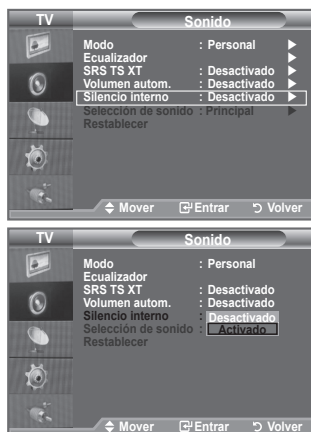 TV Sonido
Modo : Personal
Ecualizador
SRS TS XT : Desactivado
Volumen autom. : Desactivado
Silencio interno : Desactivado
Selección de sonido : Principal
Restablecer
Mover Entrar Volver
TV Sonido
Modo : Personal
Ecualizador
SRS TS XT : Desactivado
Volumen autom. : Desactivado
Silencio interno : Desactivado
Selección de sonido : Activado
Restablecer
Mover Entrar Volver